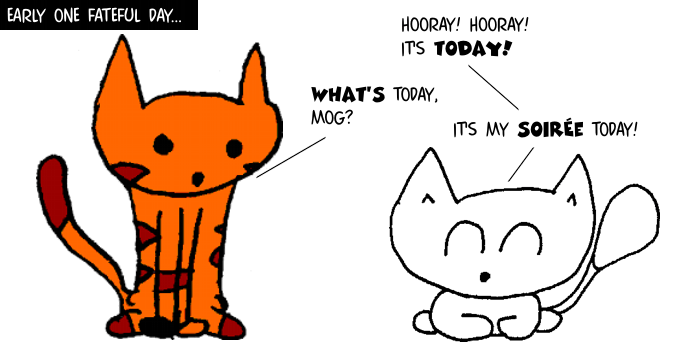 EARLY ONE FATEFUL DAY...
HOORAY! HOORAY!
IT'S TODAY!
WHAT'S TODAY,
MOG?
IT'S MY SOIRÉE TODAY!